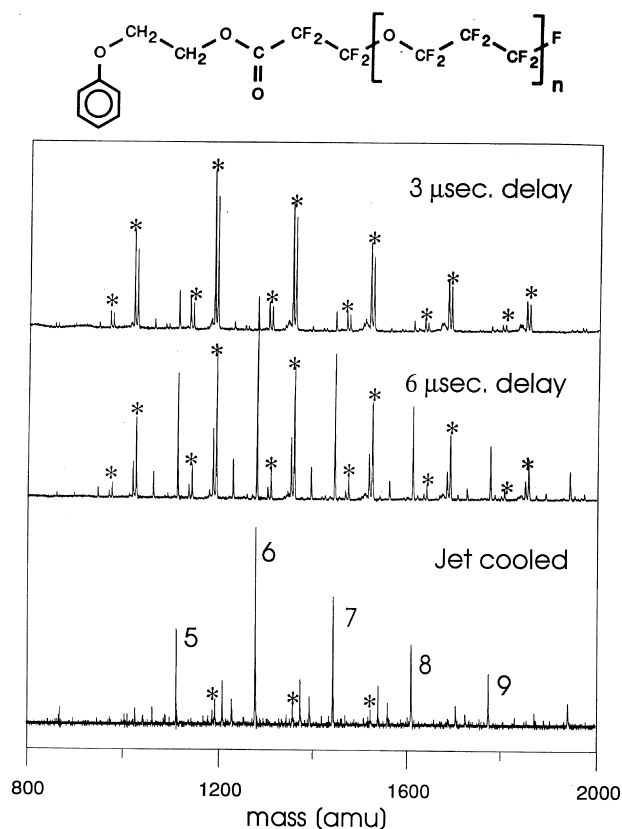 O CH2 CH2 O C O CF2 CF2 [ O CF2 CF2 CF2 ] F n
3 μsec. delay
* * * * * * * * * * *
6 μsec. delay
* * * * * * * * * * *
Jet cooled
5 6 7 8 9
* * *
800 1200 1600 2000
mass (amu)